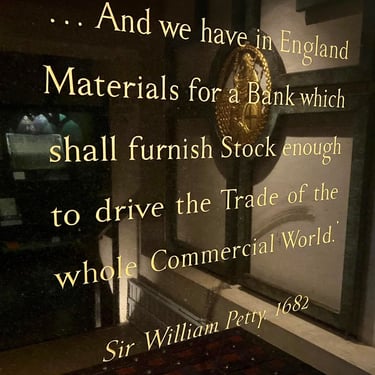 ... And we have in England
Materials for a Bank which
shall furnish Stock enough
to drive the Trade of the
whole Commercial World.'
Sir William Petty, 1682